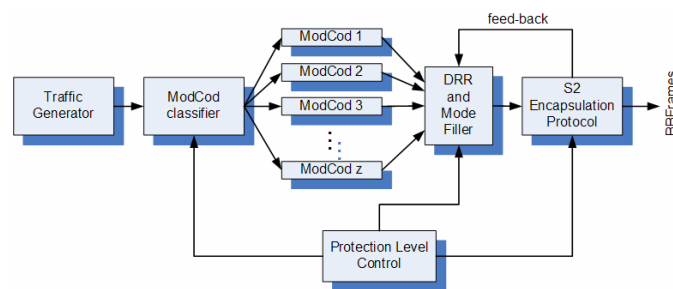 feed-back
Traffic
Generator
ModCod
classifier
ModCod 1
ModCod 2
ModCod 3
ModCod z
DRR
and
Mode
Filler
S2
Encapsulation
Protocol
BBFrames
Protection Level
Control